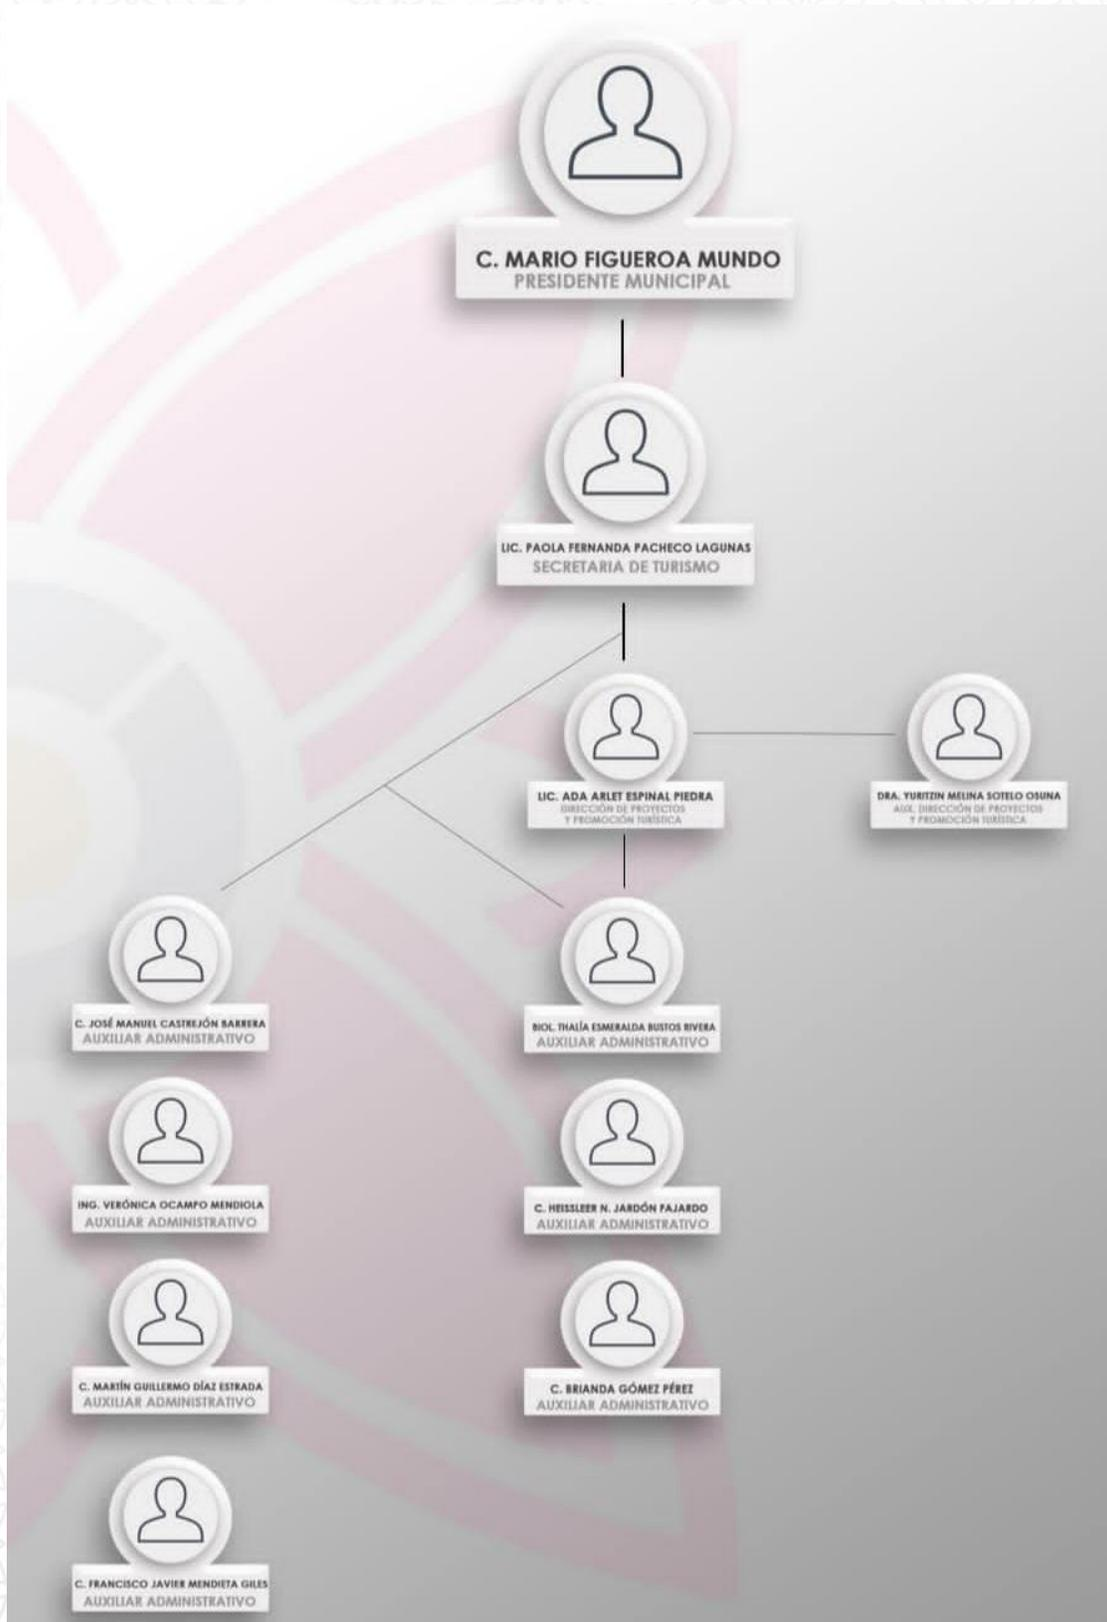 C. MARIO FIGUEROA MUNDO
PRESIDENTE MUNICIPAL
LIC. PAOLA FERNANDA PACHECO LAGUNAS
SECRETARIA DE TURISMO
LIC. ADA ARLET ESPINAL PIEDRA
DIRECCIÓN DE PROYECTOS
Y PROMOCIÓN TURÍSTICA
DRA. YURITZIN MELINA SOTELO OSUNA
AUX. DIRECCIÓN DE PROYECTOS
Y PROMOCIÓN TURÍSTICA
C. JOSÉ MANUEL CASTREJÓN BARRERA
AUXILIAR ADMINISTRATIVO
BIOL. THALÍA ESMERALDA BUSTOS RIVERA
AUXILIAR ADMINISTRATIVO
ING. VERÓNICA OCAMPO MENDIOLA
AUXILIAR ADMINISTRATIVO
C. HEISSLEER N. JARDÓN FAJARDO
AUXILIAR ADMINISTRATIVO
C. MARTÍN GUILLERMO DÍAZ ESTRADA
AUXILIAR ADMINISTRATIVO
C. BRIANDA GÓMEZ PÉREZ
AUXILIAR ADMINISTRATIVO
C. FRANCISCO JAVIER MENDIETA GILES
AUXILIAR ADMINISTRATIVO